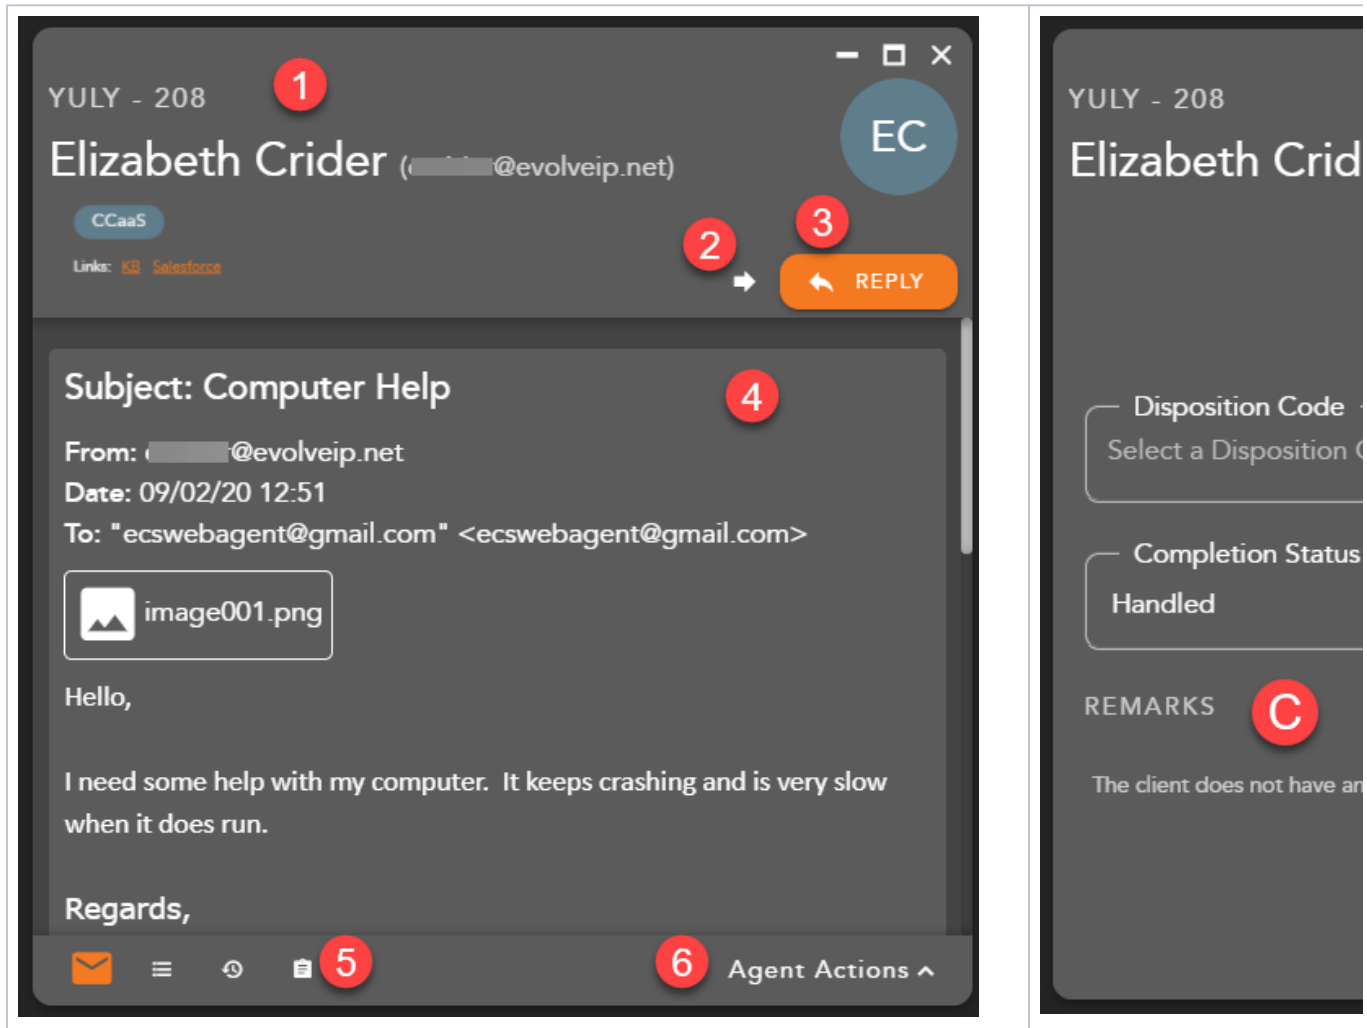 YULY - 208
1
Elizabeth Crider (@evolveip.net)
EC
CCaaS
Links: KB Salesforce
2
3
REPLY
Subject: Computer Help
4
From: @evolveip.net
Date: 09/02/20 12:51
To: "ecswebagent@gmail.com" <ecswebagent@gmail.com>
image001.png
Hello,
I need some help with my computer. It keeps crashing and is very slow
when it does run.
Regards,
5
6
Agent Actions
YULY - 208
Elizabeth Crid
Disposition Code
Select a Disposition
Completion Status
Handled
REMARKS
C
The client does not have an